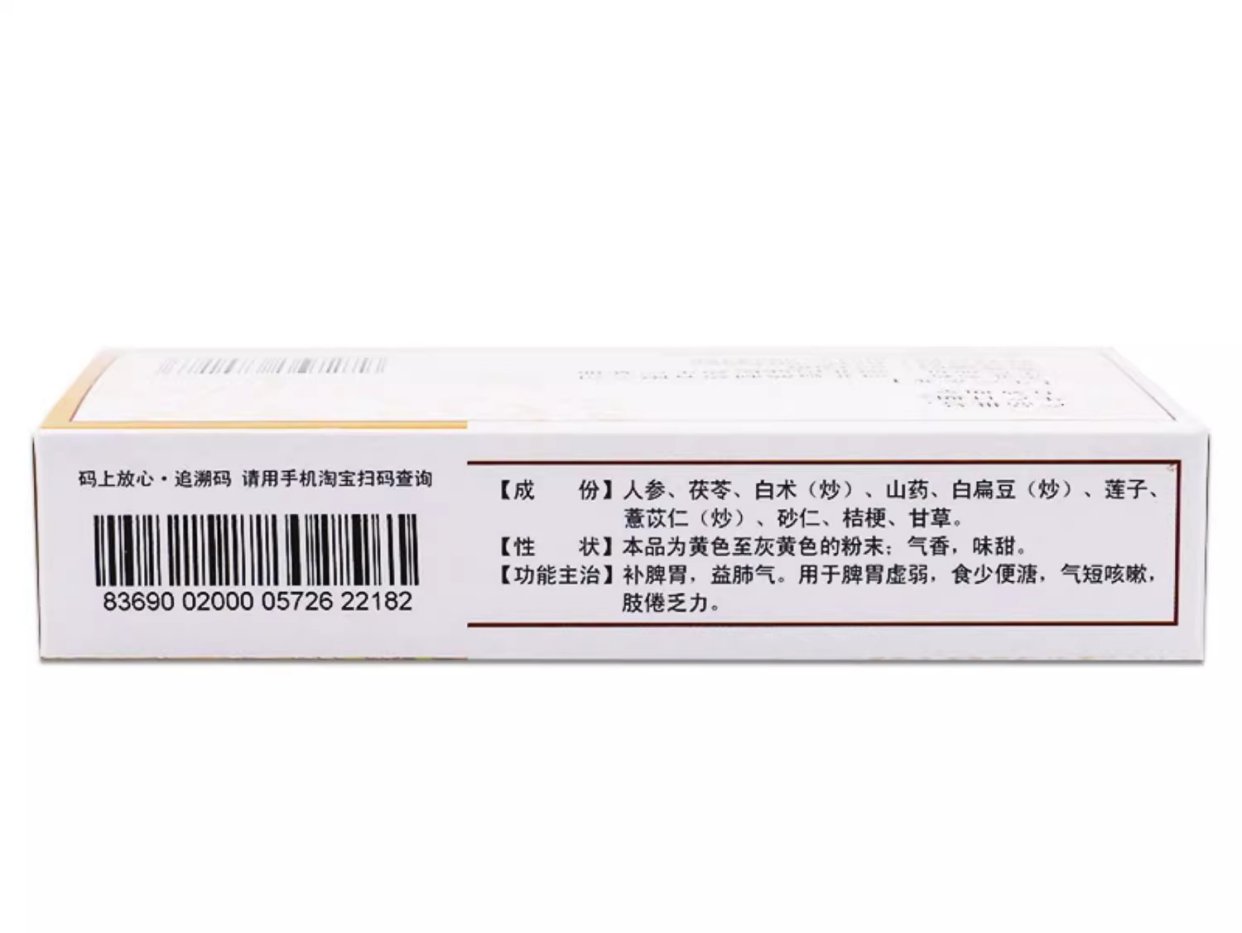 码上放心·追溯码 请用手机淘宝扫码查询
83690 02000 05726 22182
【成 份】人参、茯苓、白术（炒）、山药、白扁豆（炒）、莲子、
薏苡仁（炒）、砂仁、桔梗、甘草。
【性 状】本品为黄色至灰黄色的粉末；气香，味甜。
【功能主治】补脾胃，益肺气。用于脾胃虚弱，食少便溏，气短咳嗽，
肢倦乏力。